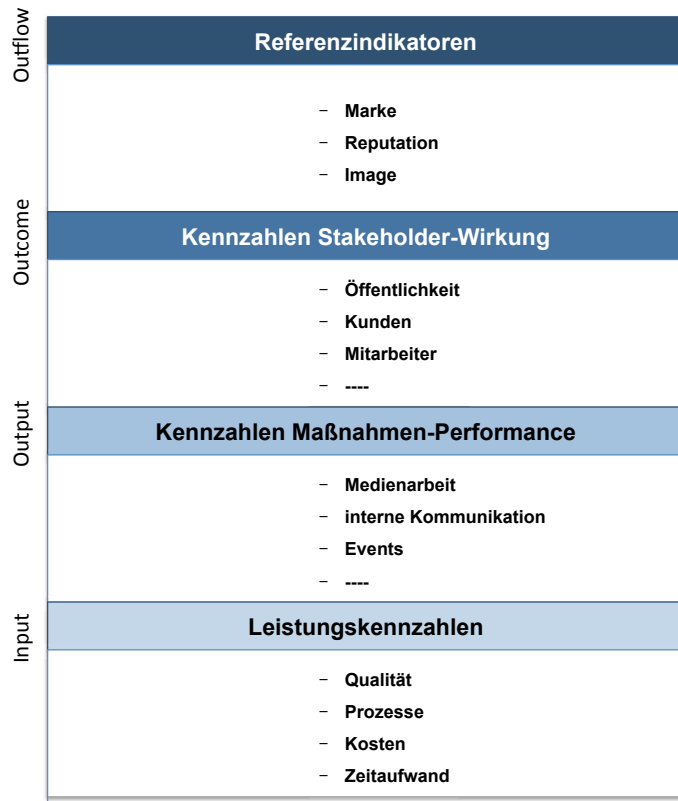 Outflow
Referenzindikatoren
– Marke
– Reputation
– Image
Outcome
Kennzahlen Stakeholder-Wirkung
– Öffentlichkeit
– Kunden
– Mitarbeiter
– ----
Output
Kennzahlen Maßnahmen-Performance
– Medienarbeit
– interne Kommunikation
– Events
– ----
Input
Leistungskennzahlen
– Qualität
– Prozesse
– Kosten
– Zeitaufwand